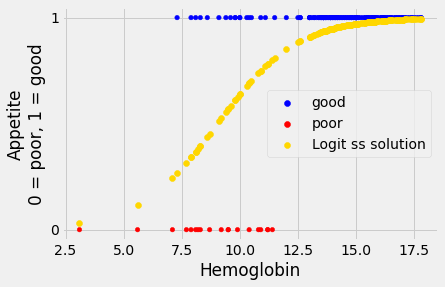 1
0
Appetite
0 = poor, 1 = good
good
poor
Logit ss solution
2.5 5.0 7.5 10.0 12.5 15.0 17.5
Hemoglobin